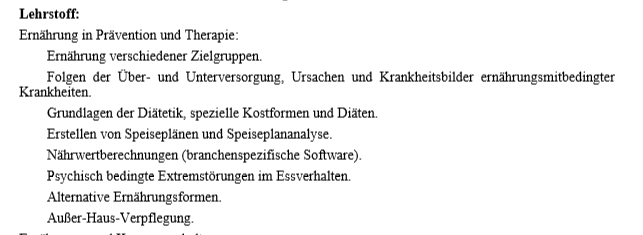 Lehrstoff:
Ernährung in Prävention und Therapie:
Ernährung verschiedener Zielgruppen.
Folgen der Über- und Unterversorgung, Ursachen und Krankheitsbilder ernährungsmitbedingter
Krankheiten.
Grundlagen der Diätetik, spezielle Kostformen und Diäten.
Erstellen von Speiseplänen und Speiseplananalyse.
Nährwertberechnungen (branchenspezifische Software).
Psychisch bedingte Extremstörungen im Essverhalten.
Alternative Ernährungsformen.
Außer-Haus-Verpflegung.